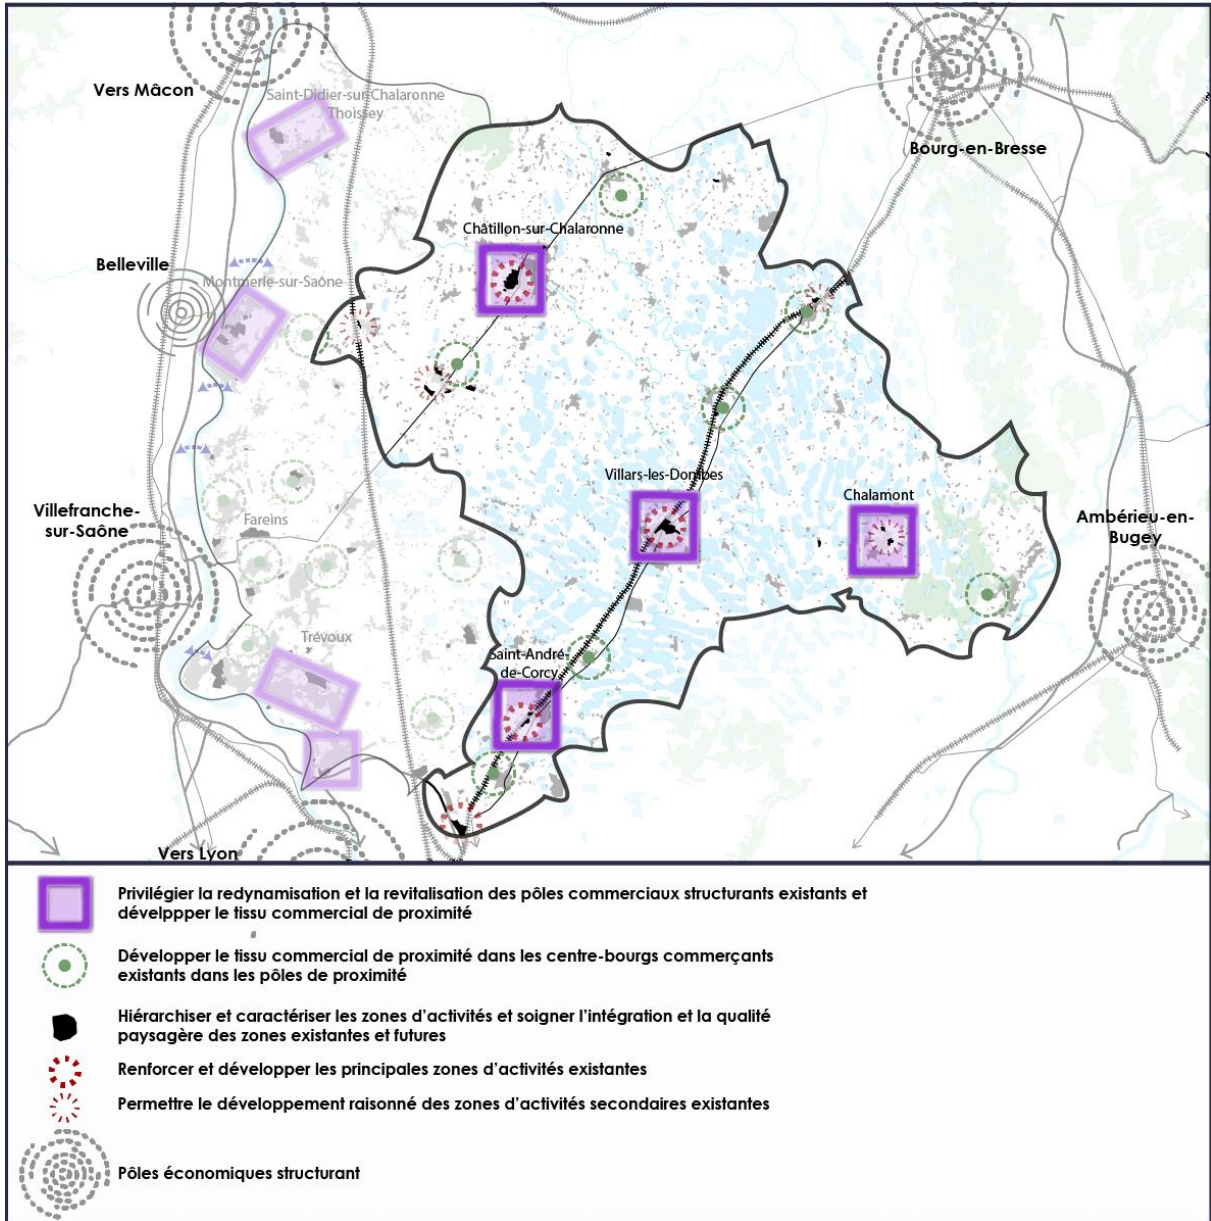 Vers Mâcon
Saint-Didier-sur-Chalaronne
Thoissey
Bourg-en-Bresse
Châtillon-sur-Chalaronne
Belleville
Montmerle-sur-Saône
Villars-les-Dombes
Chalamont
Villefranche-
sur-Saône
Fareins
Ambérieu-en-
Bugey
Trévoux
Saint-André-
de-Corcy
Vers Lyon
Privilégier la redynamisation et la revitalisation des pôles commerciaux structurants existants et
dévelppper le tissu commercial de proximité
Développer le tissu commercial de proximité dans les centre-bourgs commerçants
existants dans les pôles de proximité
Hiérarchiser et caractériser les zones d'activités et soigner l'intégration et la qualité
paysagère des zones existantes et futures
Renforcer et développer les principales zones d'activités existantes
Permettre le développement raisonné des zones d'activités secondaires existantes
Pôles économiques structurant